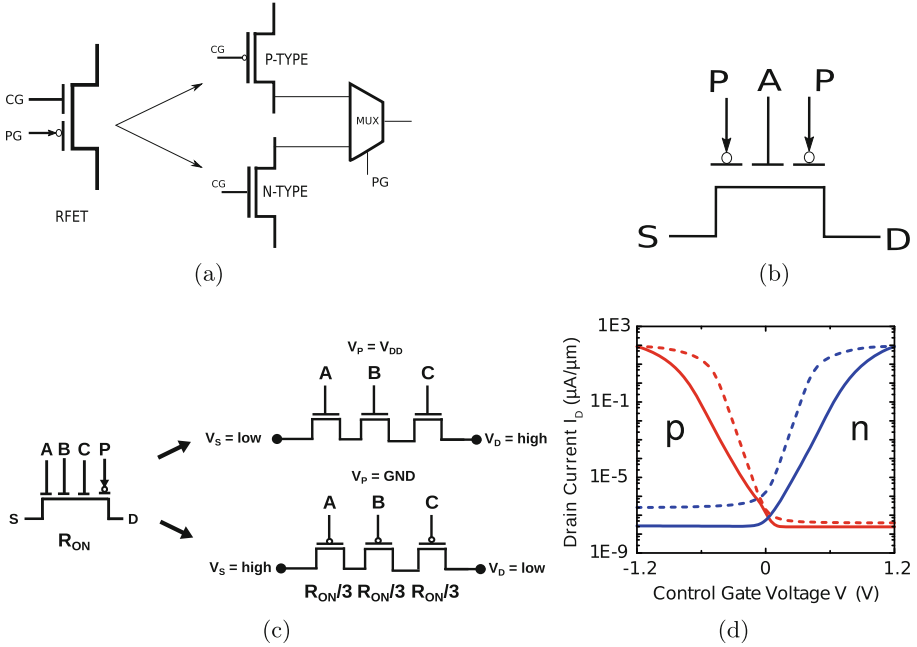 CG
PG
RFET
CG
P-TYPE
CG
N-TYPE
MUX
PG
(a)
P A P
S D
(b)
A B C P
S D
R_ON
V_P = V_DD
A B C
V_S = low V_D = high
V_P = GND
A B C
V_S = high V_D = low
R_ON/3 R_ON/3 R_ON/3
(c)
1E3
1E-1
1E-5
1E-9
Drain Current I_D (μA/μm)
p n
-1.2 0 1.2
Control Gate Voltage V (V)
(d)